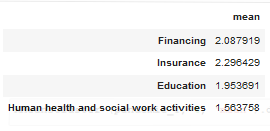 mean
Financing 2.087919
Insurance 2.296429
Education 1.953691
Human health and social work activities 1.563758